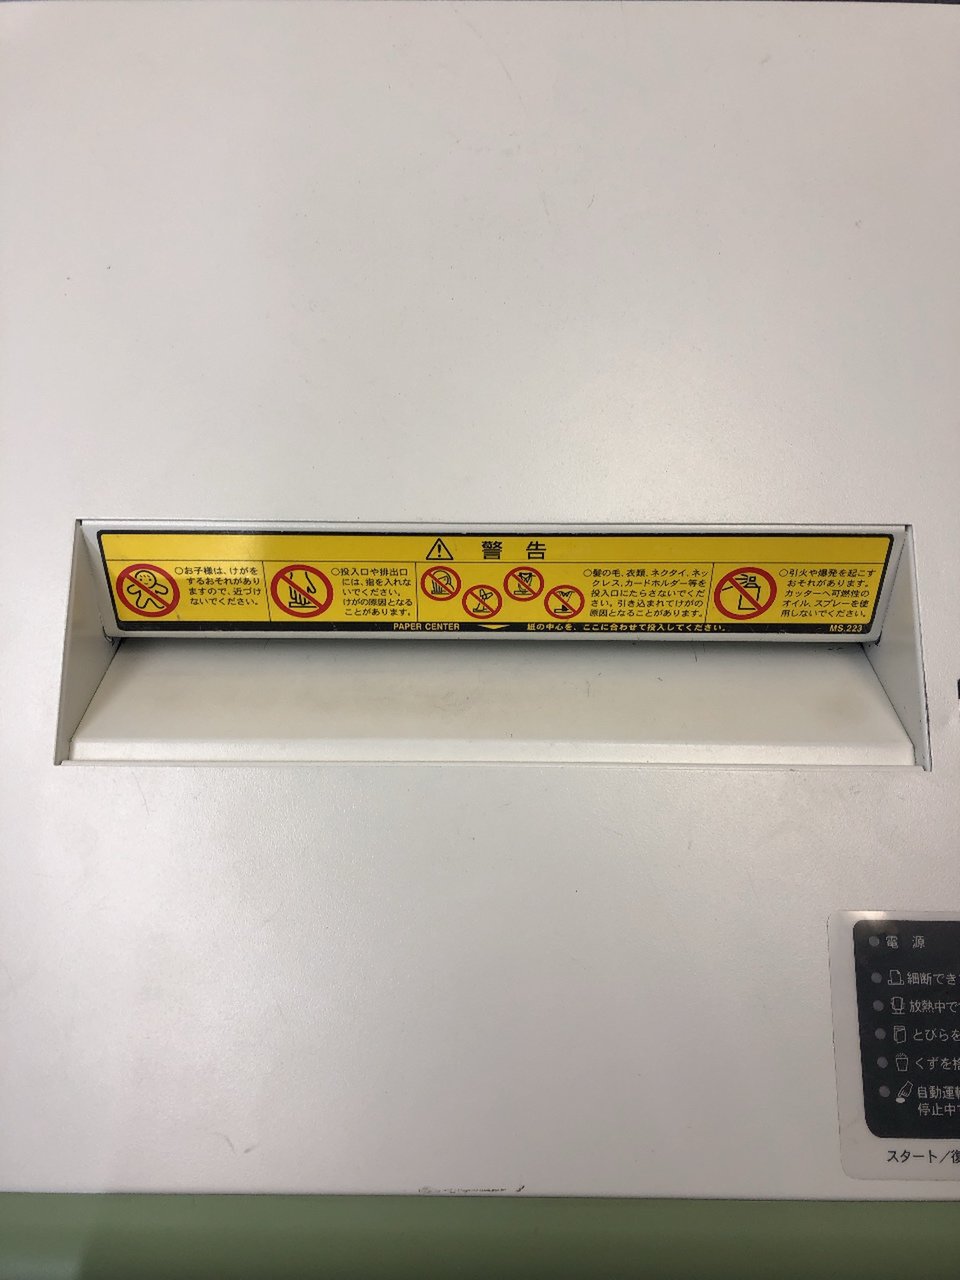 警告
○お子様は、けがを
するおそれがあり
ますので、近づけ
ないでください。
○投入口や排出口
には、指を入れな
いでください。
けがの原因となる
ことがあります。
○髪の毛、衣類、ネクタイ、ネッ
クレス、カードホルダー等を
投入口にたらさないでくだ
さい。引き込まれてけがの
原因となることがあります。
○引火や爆発を起こす
おそれがあります。
カッターへ可燃性の
オイル、スプレーを使
用しないでください。
PAPER CENTER 紙の中心を、ここに合わせて投入してください。 MS.223
電源
細断でき
放熱中で
とびらを
くずを捨
自動運転
停止中で
スタート／復